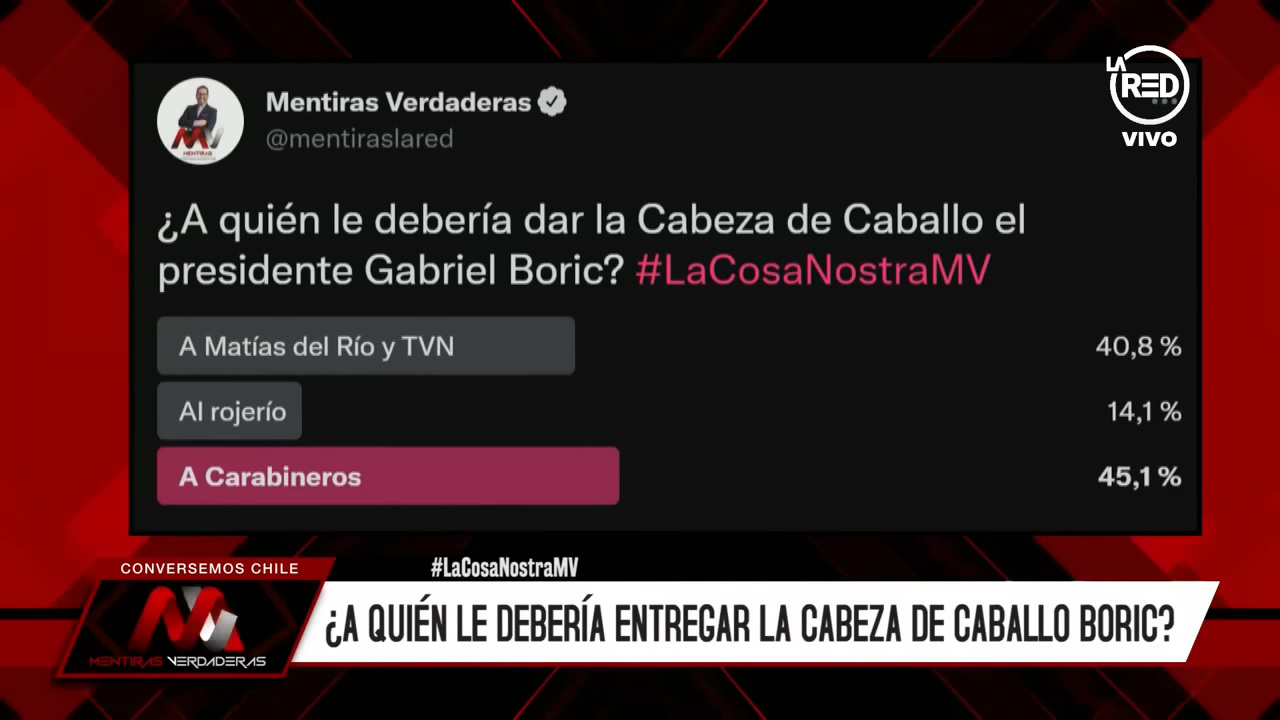 LA
RED
VIVO
Mentiras Verdaderas
@mentiraslared
¿A quién le debería dar la Cabeza de Caballo el
presidente Gabriel Boric? #LaCosaNostraMV
A Matías del Río y TVN 40,8 %
Al rojerío 14,1 %
A Carabineros 45,1 %
CONVERSEMOS CHILE
#LaCosaNostraMV
¿A QUIÉN LE DEBERÍA ENTREGAR LA CABEZA DE CABALLO BORIC?
MENTIRAS VERDADERAS